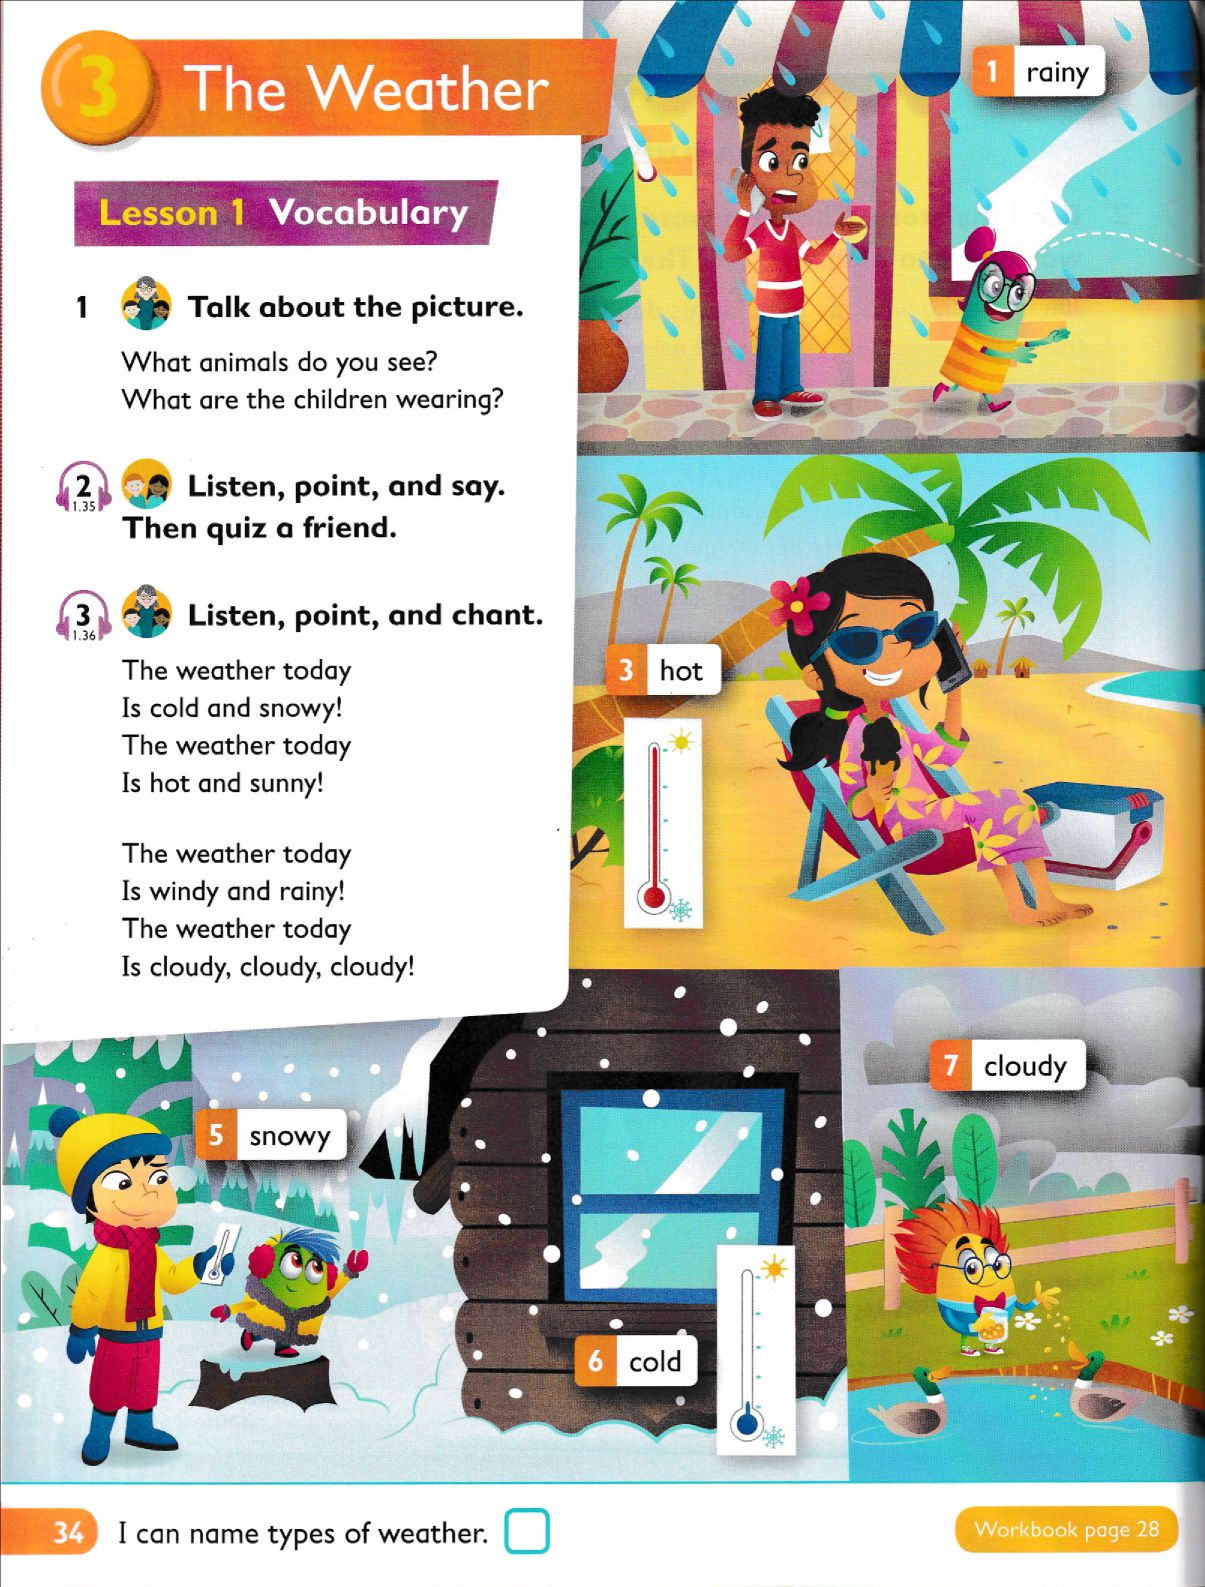 3 The Weather
Lesson 1 Vocabulary
1 Talk about the picture.
What animals do you see?
What are the children wearing?
2 Listen, point, and say.
1.35
Then quiz a friend.
3 Listen, point, and chant.
1.36
The weather today
Is cold and snowy!
The weather today
Is hot and sunny!
The weather today
Is windy and rainy!
The weather today
Is cloudy, cloudy, cloudy!
1 rainy
3 hot
5 snowy
6 cold
7 cloudy
34 I can name types of weather.
Workbook page 28